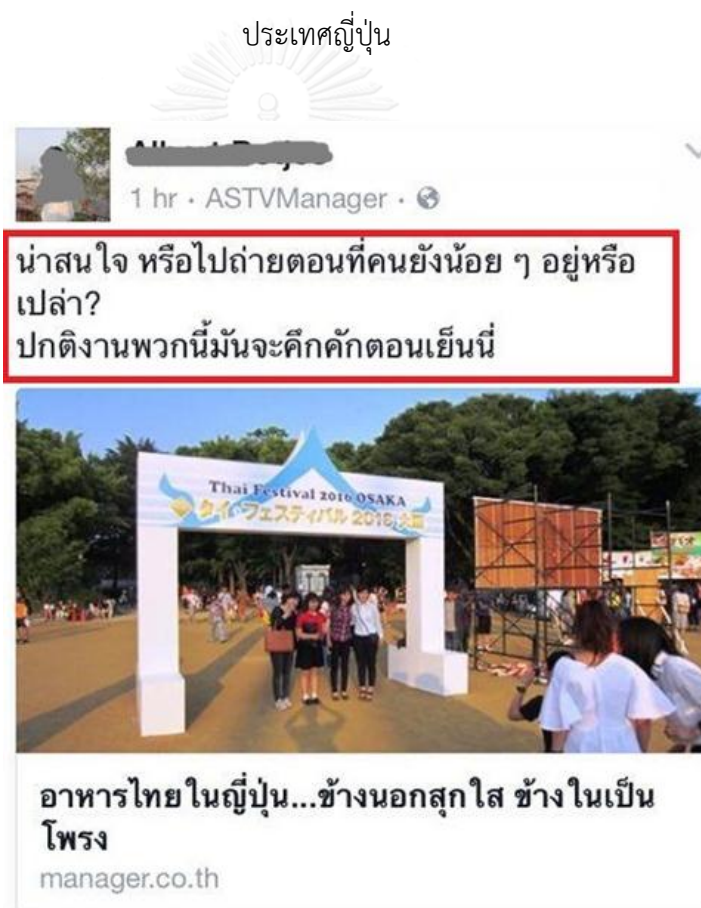 ประเทศญี่ปุ่น
1 hr · ASTVManager ·
น่าสนใจ หรือไปถ่ายตอนที่คนยังน้อย ๆ อยู่หรือ
เปล่า?
ปกติงานพวกนี้มันจะคึกคักตอนเย็นนี่
Thai Festival 2016 OSAKA
タイ・フェスティバル 2016 大阪
อาหารไทยในญี่ปุ่น...ข้างนอกสุกใส ข้างในเป็น
โพรง
manager.co.th